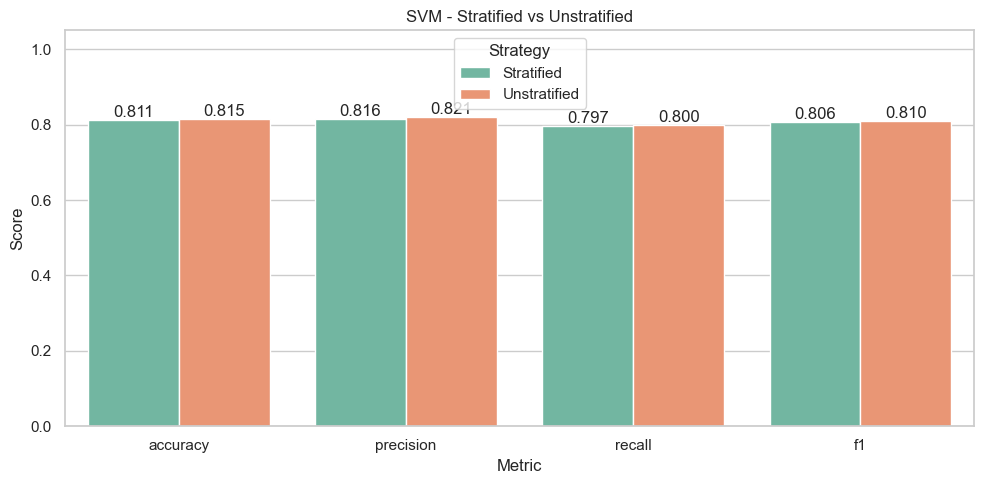 SVM - Stratified vs Unstratified
Strategy
Stratified
Unstratified
1.0
0.8
0.6
0.4
0.2
0.0
Score
0.811
0.815
0.816
0.821
0.797
0.800
0.806
0.810
accuracy
precision
recall
f1
Metric